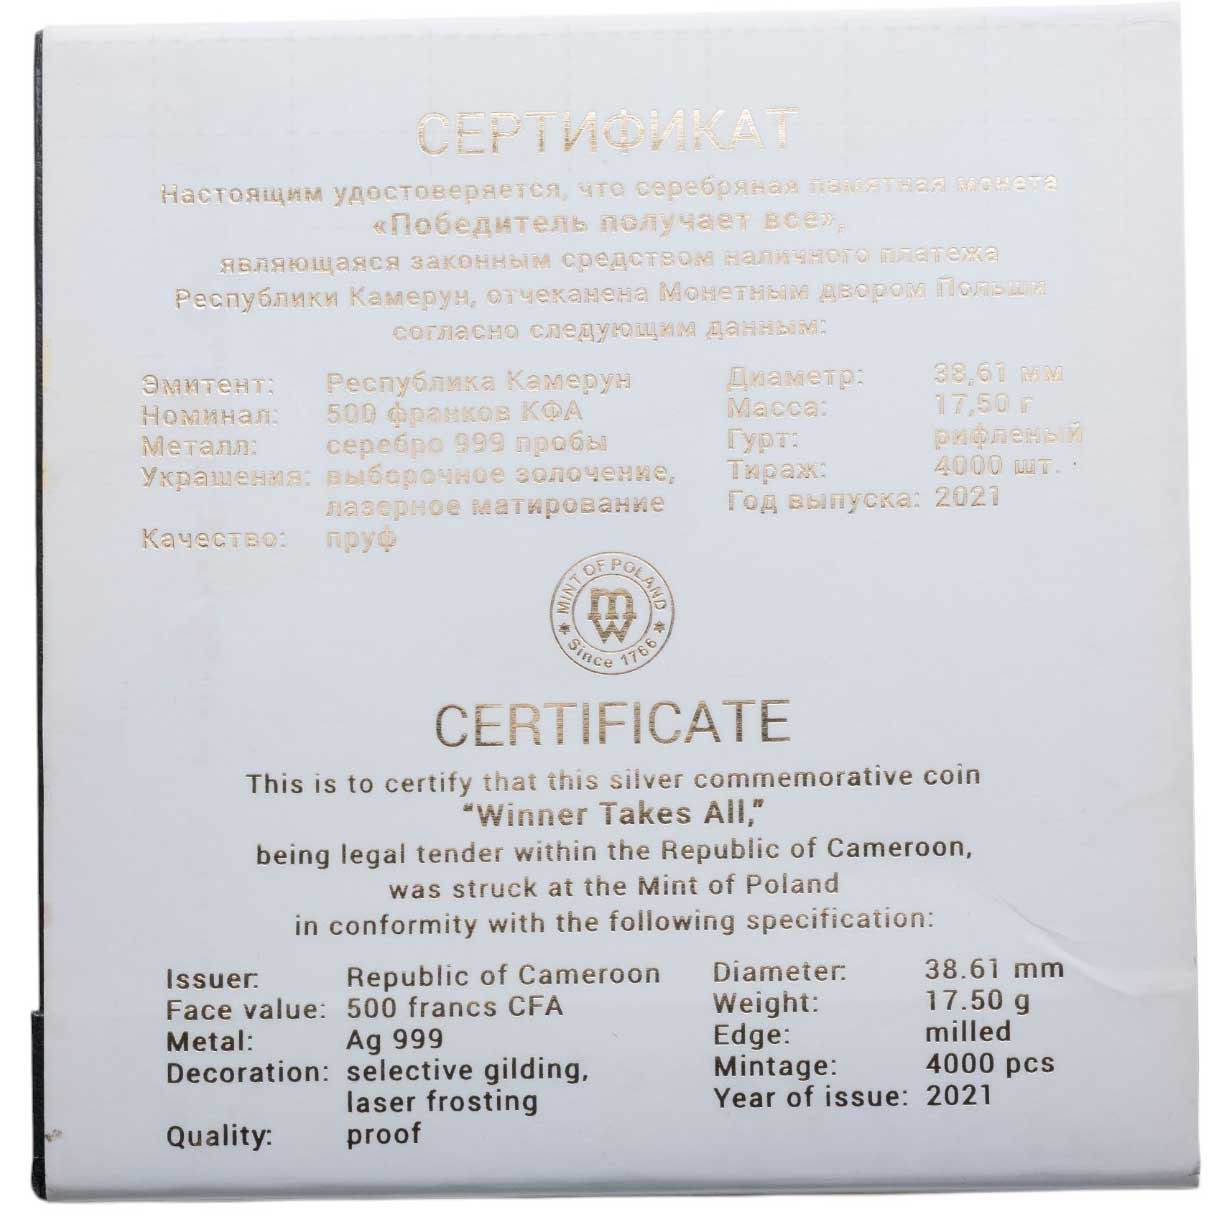 СЕРТИФИКАТ
Настоящим удостоверяется, что серебряная памятная монета
«Победитель получает все»,
являющаяся законным средством наличного платежа
Республики Камерун, отчеканена Монетным двором Польши
согласно следующим данным:
Эмитент: Республика Камерун
Номинал: 500 франков КФА
Металл: серебро 999 пробы
Украшения: выборочное золочение,
лазерное матирование
Качество: пруф
Диаметр: 38,61 мм
Масса: 17,50 г
Гурт: рифленый
Тираж: 4000 шт.
Год выпуска: 2021
MINT OF POLAND
mw
Since 1766
CERTIFICATE
This is to certify that this silver commemorative coin
“Winner Takes All,”
being legal tender within the Republic of Cameroon,
was struck at the Mint of Poland
in conformity with the following specification:
Issuer: Republic of Cameroon
Face value: 500 francs CFA
Metal: Ag 999
Decoration: selective gilding,
laser frosting
Quality: proof
Diameter: 38.61 mm
Weight: 17.50 g
Edge: milled
Mintage: 4000 pcs
Year of issue: 2021